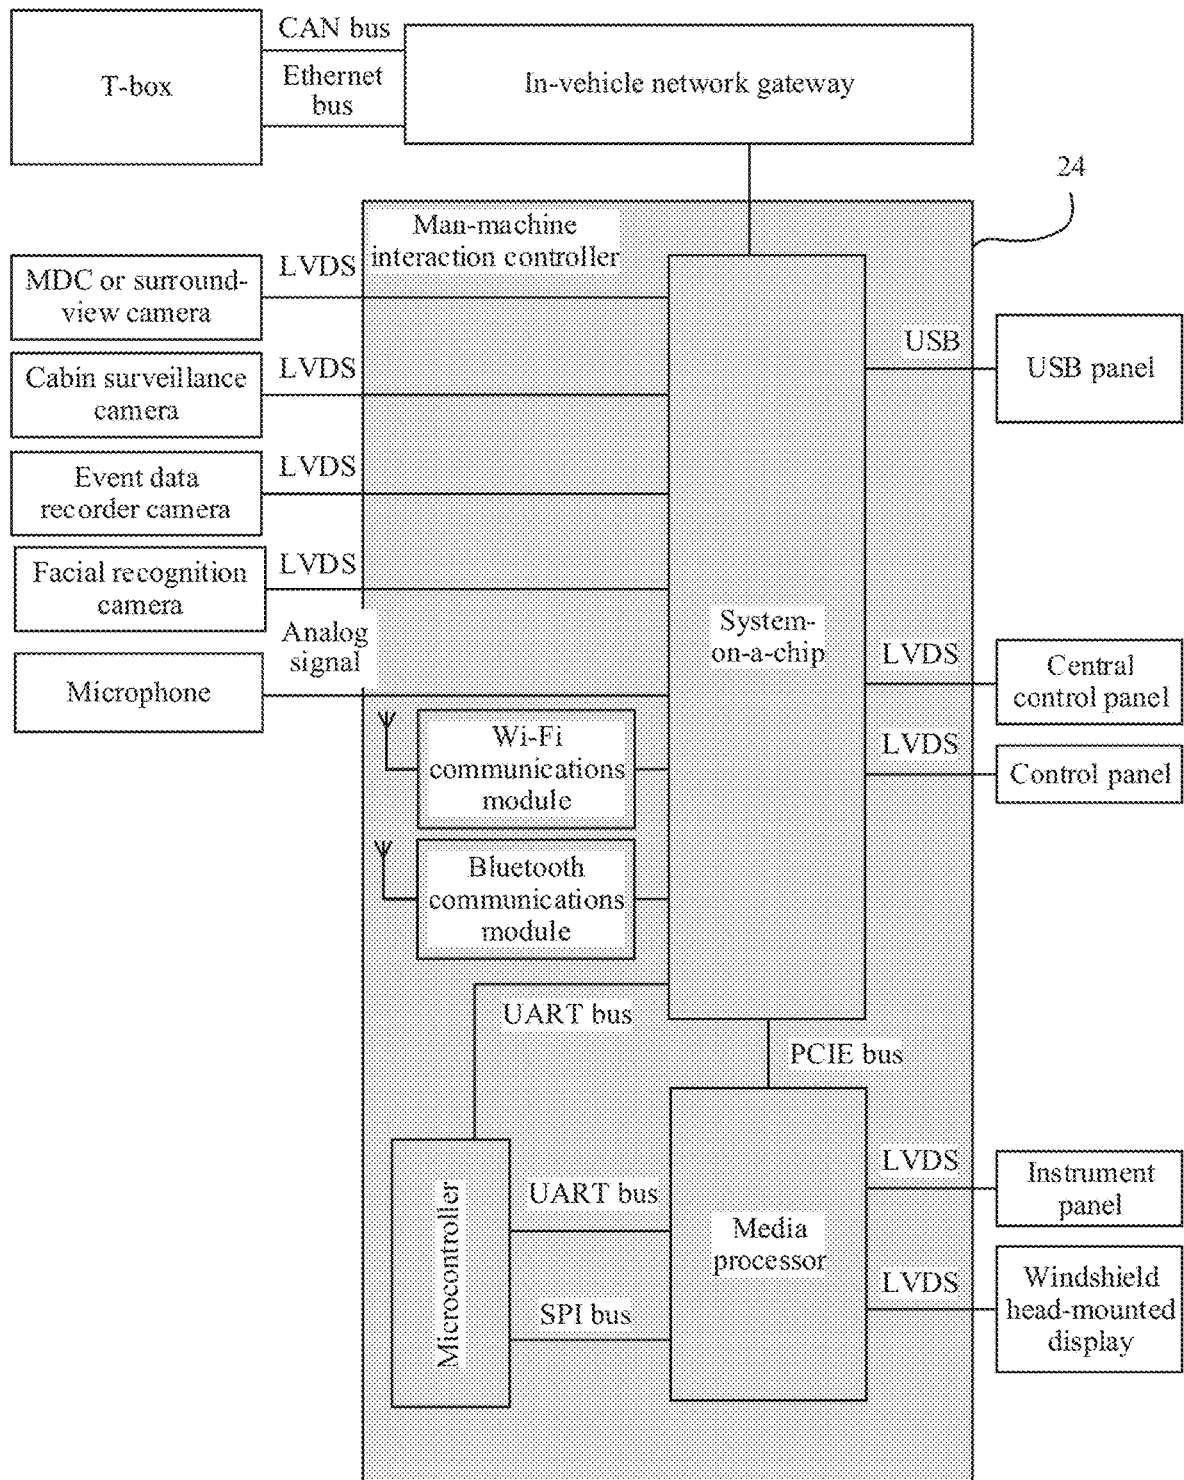 CAN bus
T-box
Ethernet
bus
In-vehicle network gateway
24
Man-machine
interaction controller
LVDS
MDC or surround-
view camera
USB
USB panel
LVDS
Cabin surveillance
camera
LVDS
Event data
recorder camera
LVDS
Facial recognition
camera
Analog
signal
Microphone
System-
on-a-chip
LVDS
Central
control panel
LVDS
Control panel
Wi-Fi
communications
module
Bluetooth
communications
module
UART bus
PCIE bus
Microcontroller
UART bus
SPI bus
Media
processor
LVDS
Instrument
panel
LVDS
Windshield
head-mounted
display